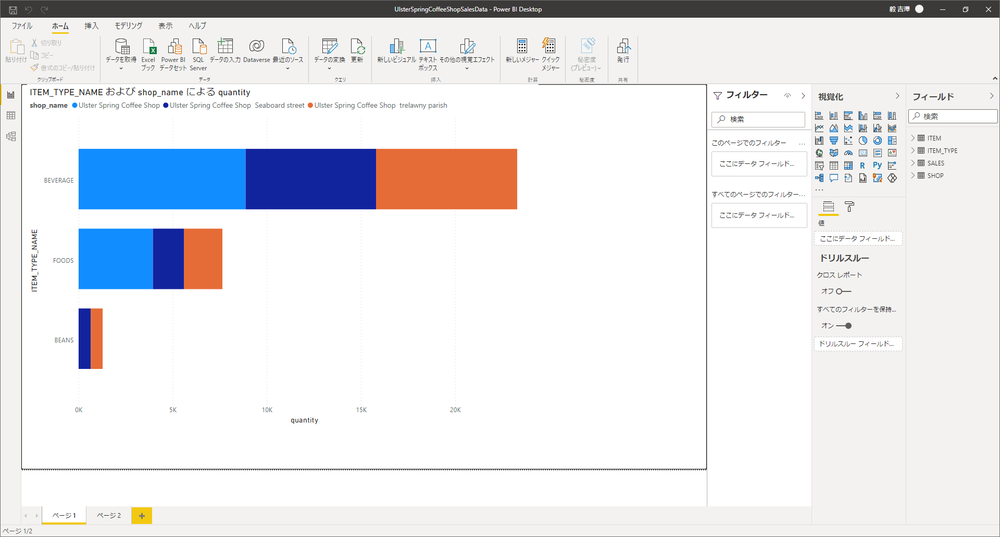 UlsterSpringCoffeeShopSalesData - Power BI Desktop
毅 吉澤
ファイル ホーム 挿入 モデリング 表示 ヘルプ
貼り付け
切り取り
コピー
書式のコピー/貼り付け
クリップボード
データを取得
Excel ブック
Power BI データセット
SQL Server
データの入力
Dataverse
最近のソース
データ
データの変換
更新
クエリ
新しいビジュアル
テキスト ボックス
その他の視覚エフェクト
挿入
新しいメジャー
クイック メジャー
計算
秘密度 (プレビュー)
秘密度
発行
共有
ITEM_TYPE_NAME および shop_name による quantity
shop_name Ulster Spring Coffee Shop Ulster Spring Coffee Shop Seaboard street Ulster Spring Coffee Shop trelawny parish
ITEM_TYPE_NAME
BEVERAGE
FOODS
BEANS
0K 5K 10K 15K 20K
quantity
フィルター
検索
このページでのフィルター ...
ここにデータ フィールド...
すべてのページでのフィルター...
ここにデータ フィールド...
視覚化
123
R Py
...
値
ここにデータ フィールド...
ドリルスルー
クロス レポート
オフ
すべてのフィルターを保持...
オン
ドリルスルー フィールド...
フィールド
検索
ITEM
ITEM_TYPE
SALES
SHOP
ページ 1 ページ 2 +
ページ 1/2